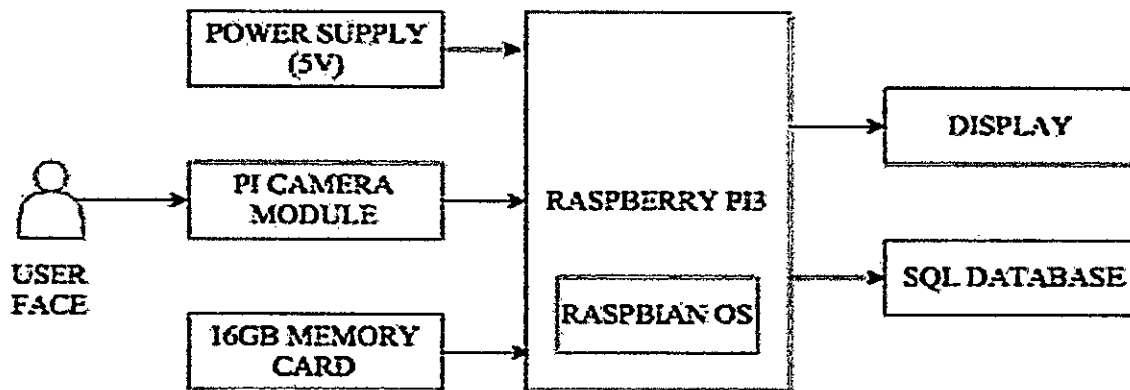 POWER SUPPLY
(5V)
PI CAMERA
MODULE
USER
FACE
16GB MEMORY
CARD
RASPBERRY PI3
RASPBIAN OS
DISPLAY
SQL DATABASE